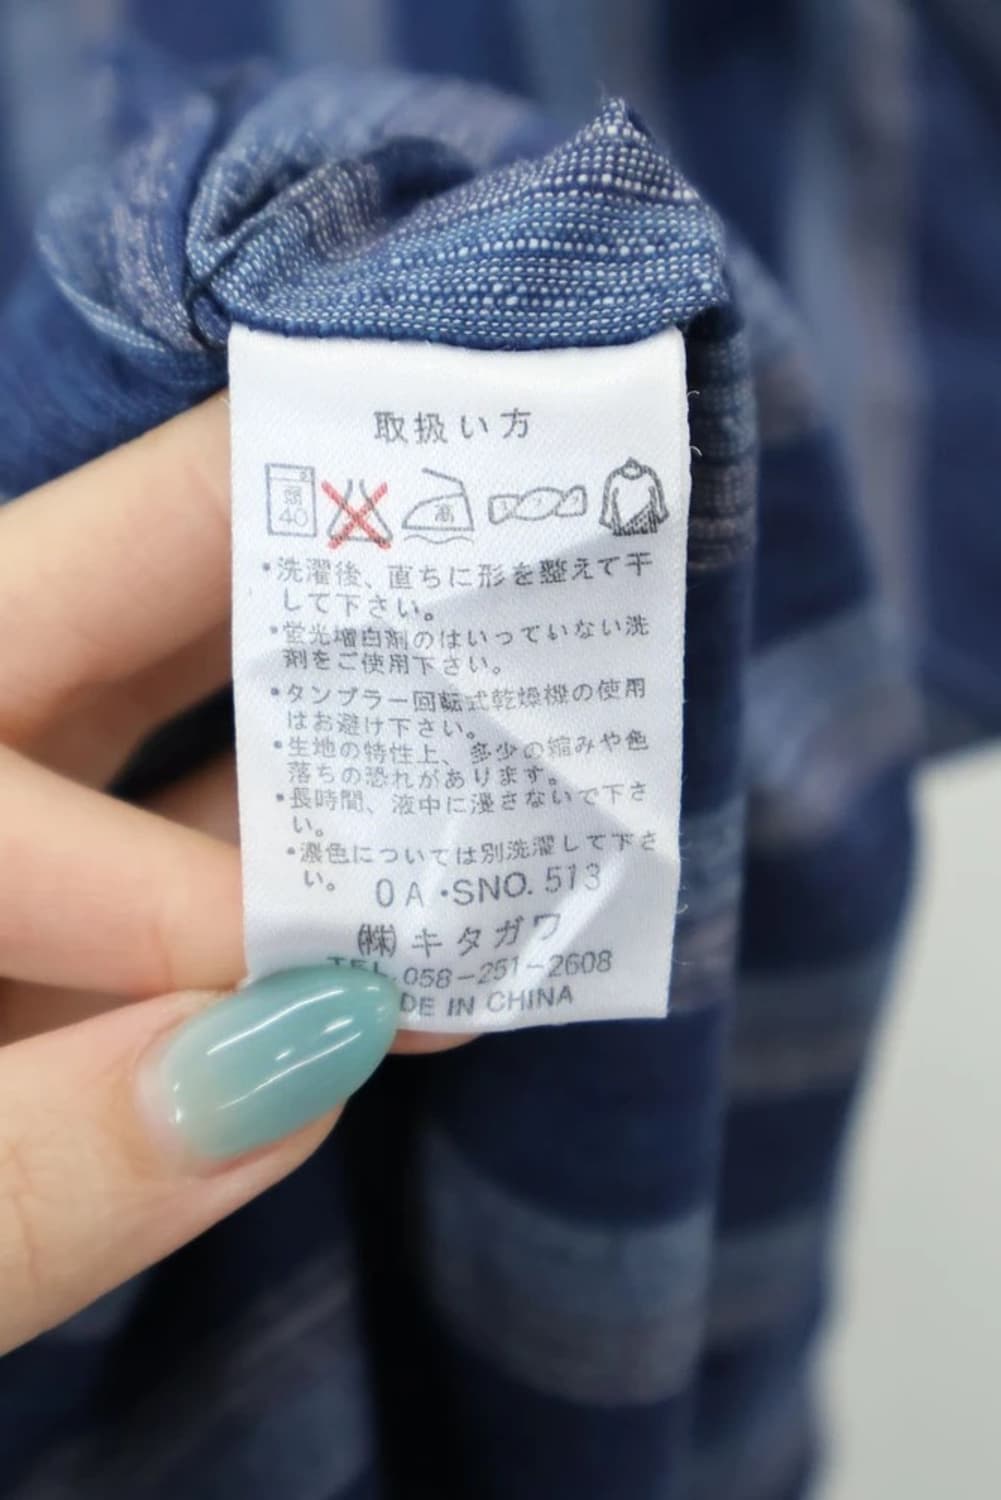 取扱い方
弱
40
高
・洗濯後、直ちに形を整えて干
して下さい。
・蛍光増白剤のはいっていない洗
剤をご使用下さい。
・タンブラー回転式乾燥機の使用
はお避け下さい。
・生地の特性上、多少の縮みや色
落ちの恐れがあります。
・長時間、液中に浸さないで下さ
い。
・濃色については別洗濯して下さ
い。
OA・SNO.513
㈱キタガワ
TEL.058-251-2608
DE IN CHINA